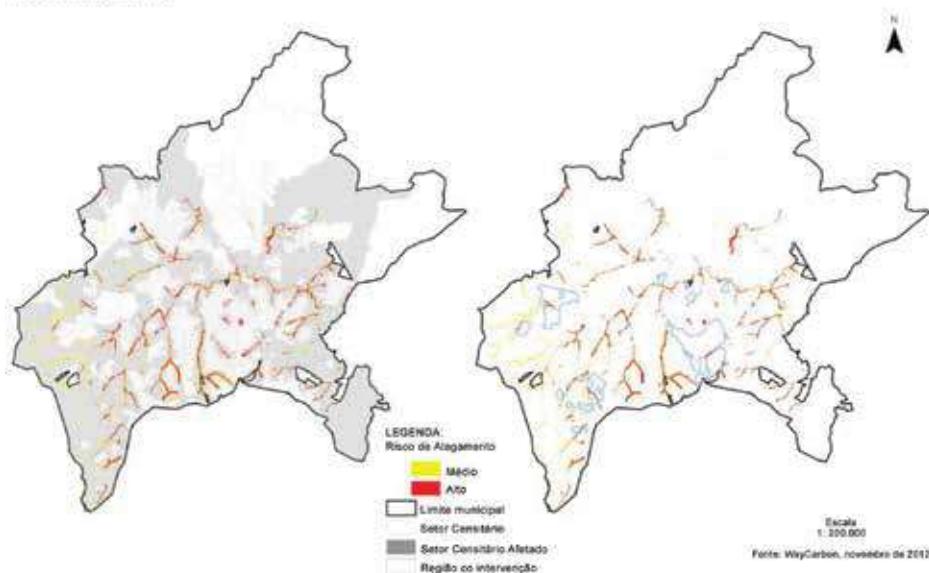 N
LEGENDA:
Risco de Alagamento
Médio
Alto
Limite municipal
Setor Censitário
Setor Censitário Afetado
Região de intervenção
Escala
1: 200.000
Fonte: WayCarbon, novembro de 2012